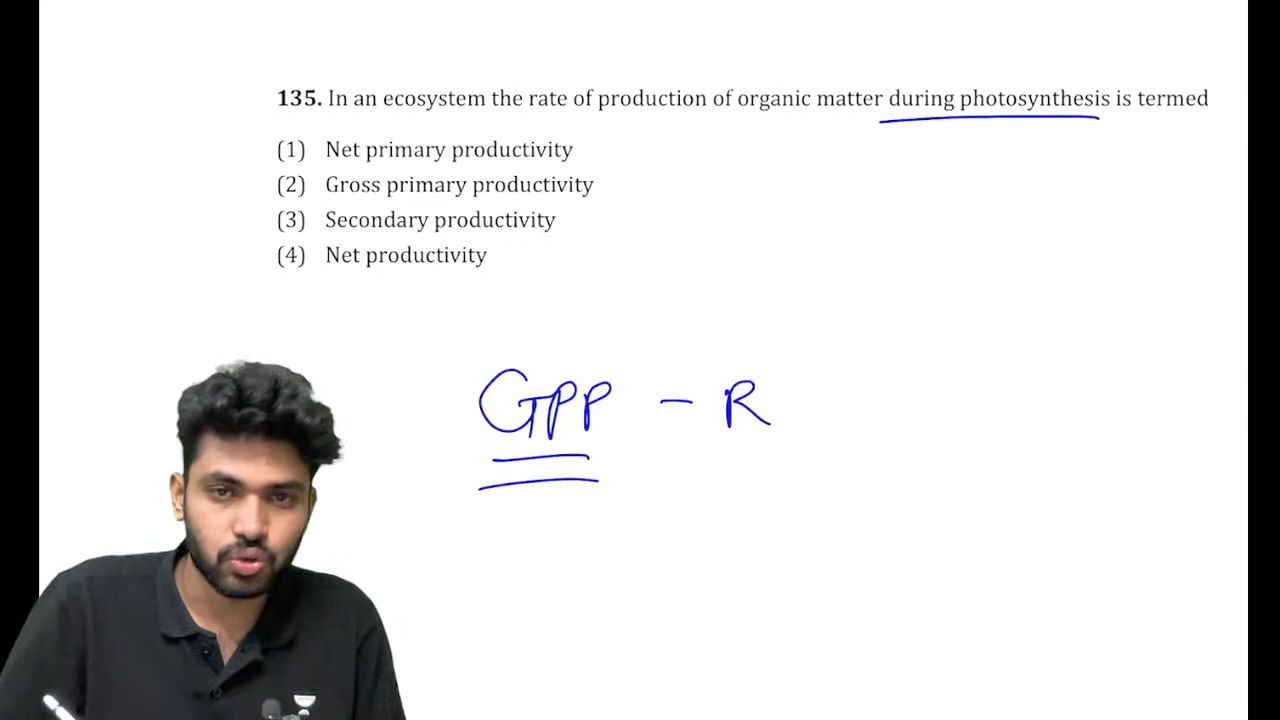 135. In an ecosystem the rate of production of organic matter during photosynthesis is termed
(1) Net primary productivity
(2) Gross primary productivity
(3) Secondary productivity
(4) Net productivity
GPP - R